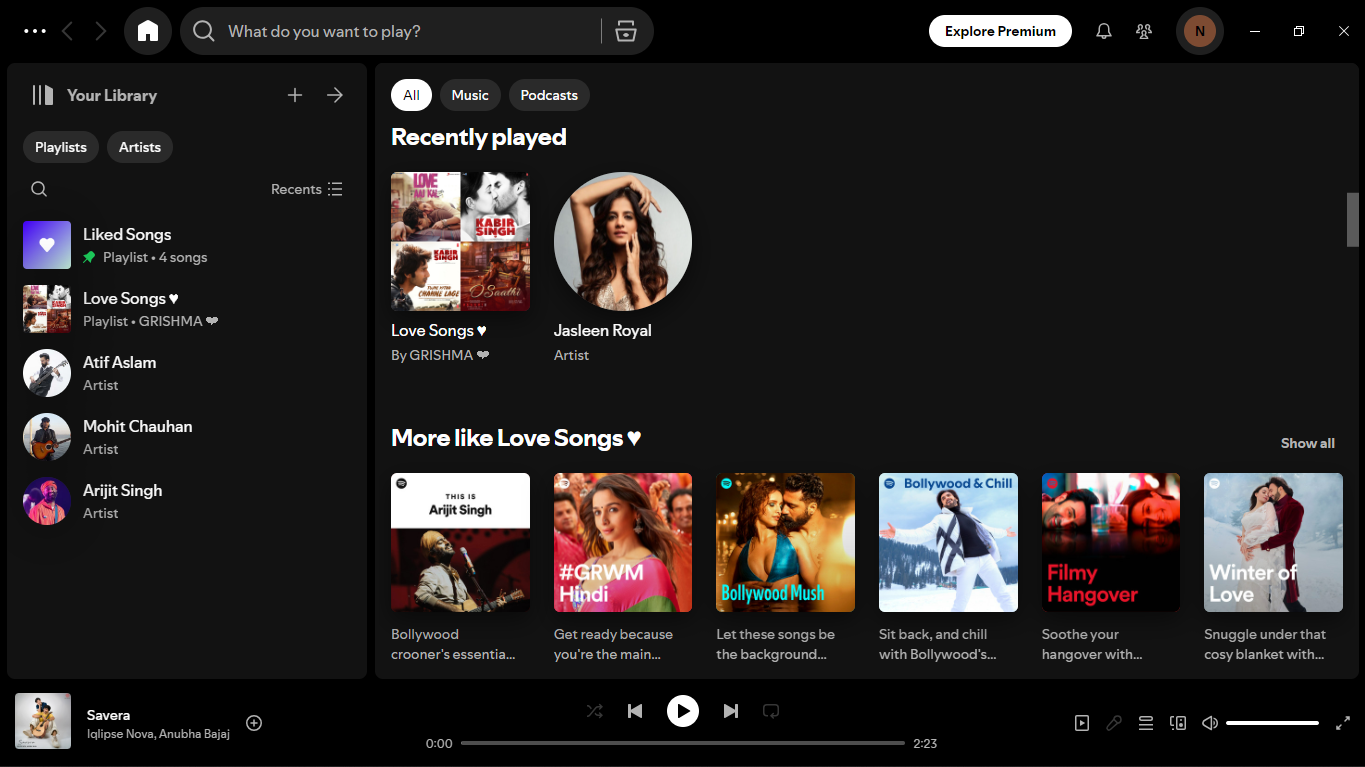 What do you want to play?
Explore Premium
N
Your Library
Playlists
Artists
Recents
Liked Songs
Playlist • 4 songs
Love Songs ♥
Playlist • GRISHMA ❤
Atif Aslam
Artist
Mohit Chauhan
Artist
Arijit Singh
Artist
All
Music
Podcasts
Recently played
LOVE
AAJ KAL
KABIR
SINGH
KABIR
SINGH
TUJHE KITNA
CHAHNE LAGE
O Saathi
Love Songs ♥
By GRISHMA ❤
Jasleen Royal
Artist
More like Love Songs ♥
Show all
THIS IS
Arijit Singh
Bollywood
crooner's essentia...
#GRWM
Hindi
Get ready because
you're the main...
Bollywood Mush
Let these songs be
the background...
Bollywood & Chill
Sit back, and chill
with Bollywood's...
Filmy
Hangover
Soothe your
hangover with...
Winter of
Love
Snuggle under that
cosy blanket with...
Savera
Iqlipse Nova, Anubha Bajaj
0:00
2:23